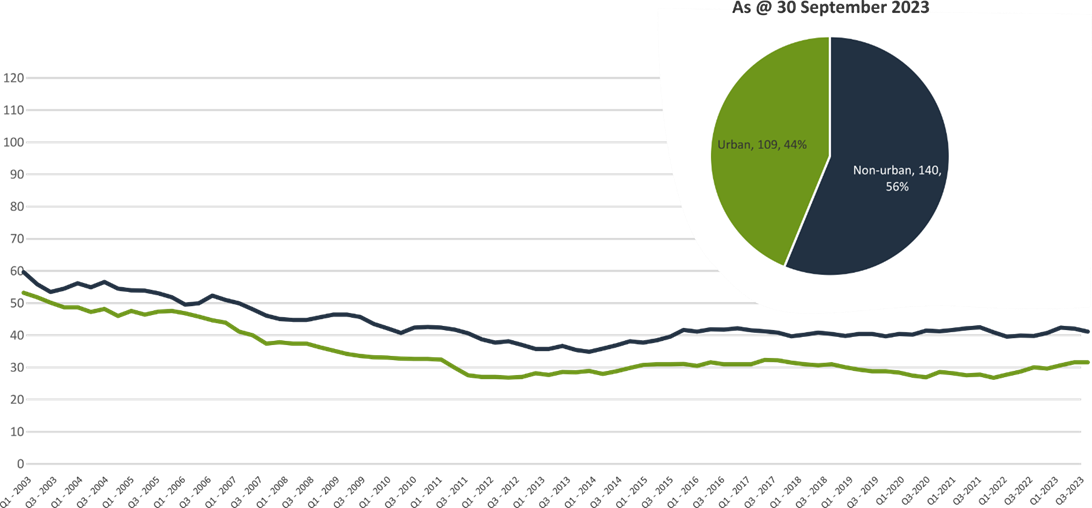 As @ 30 September 2023
Urban, 109, 44%
Non-urban, 140,
56%
120
110
100
90
80
70
60
50
40
30
20
10
0
Q1 - 2003
Q3 - 2003
Q1 - 2004
Q3 - 2004
Q1 - 2005
Q3 - 2005
Q1 - 2006
Q3 - 2006
Q1 - 2007
Q3 - 2007
Q1 - 2008
Q3 - 2008
Q1 - 2009
Q3 - 2009
Q1 - 2010
Q3 - 2010
Q1 - 2011
Q3 - 2011
Q1 - 2012
Q3 - 2012
Q1 - 2013
Q3 - 2013
Q1 - 2014
Q3 - 2014
Q1 - 2015
Q3 - 2015
Q1 - 2016
Q3 - 2016
Q1 - 2017
Q3 - 2017
Q1 - 2018
Q3 - 2018
Q1 - 2019
Q3 - 2019
Q1-2020
Q3-2020
Q1-2021
Q3-2021
Q1-2022
Q3-2022
Q1-2023
Q3-2023